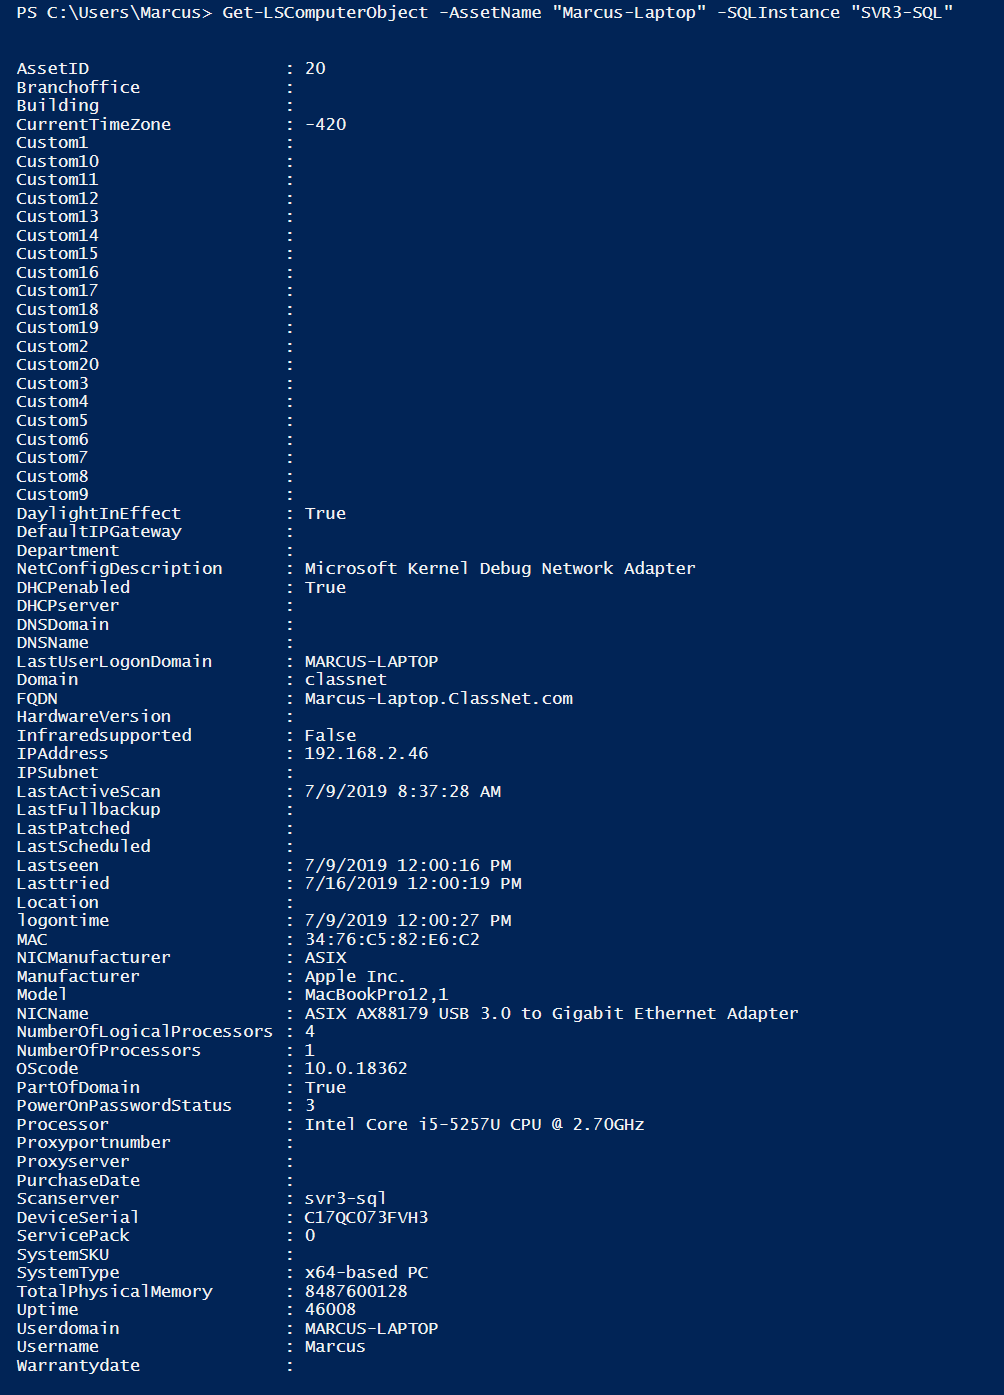 PS C:\Users\Marcus> Get-LSComputerObject -AssetName "Marcus-Laptop" -SQLInstance "SVR3-SQL"
AssetID : 20
Branchoffice :
Building :
CurrentTimeZone : -420
Custom1 :
Custom10 :
Custom11 :
Custom12 :
Custom13 :
Custom14 :
Custom15 :
Custom16 :
Custom17 :
Custom18 :
Custom19 :
Custom2 :
Custom20 :
Custom3 :
Custom4 :
Custom5 :
Custom6 :
Custom7 :
Custom8 :
Custom9 :
DaylightInEffect : True
DefaultIPGateway :
Department :
NetConfigDescription : Microsoft Kernel Debug Network Adapter
DHCPenabled : True
DHCPserver :
DNSDomain :
DNSName :
LastUserLogonDomain : MARCUS-LAPTOP
Domain : classnet
FQDN : Marcus-Laptop.ClassNet.com
HardwareVersion :
Infraredsupported : False
IPAddress : 192.168.2.46
IPSubnet :
LastActiveScan : 7/9/2019 8:37:28 AM
LastFullbackup :
LastPatched :
LastScheduled :
Lastseen : 7/9/2019 12:00:16 PM
Lasttried : 7/16/2019 12:00:19 PM
Location :
logontime : 7/9/2019 12:00:27 PM
MAC : 34:76:C5:82:E6:C2
NICManufacturer : ASIX
Manufacturer : Apple Inc.
Model : MacBookPro12,1
NICName : ASIX AX88179 USB 3.0 to Gigabit Ethernet Adapter
NumberOfLogicalProcessors : 4
NumberOfProcessors : 1
OScode : 10.0.18362
PartOfDomain : True
PowerOnPasswordStatus : 3
Processor : Intel Core i5-5257U CPU @ 2.70GHz
Proxyportnumber :
Proxyserver :
PurchaseDate :
Scanserver : svr3-sql
DeviceSerial : C17QC073FVH3
ServicePack : 0
SystemSKU :
SystemType : x64-based PC
TotalPhysicalMemory : 8487600128
Uptime : 46008
Userdomain : MARCUS-LAPTOP
Username : Marcus
Warrantydate :